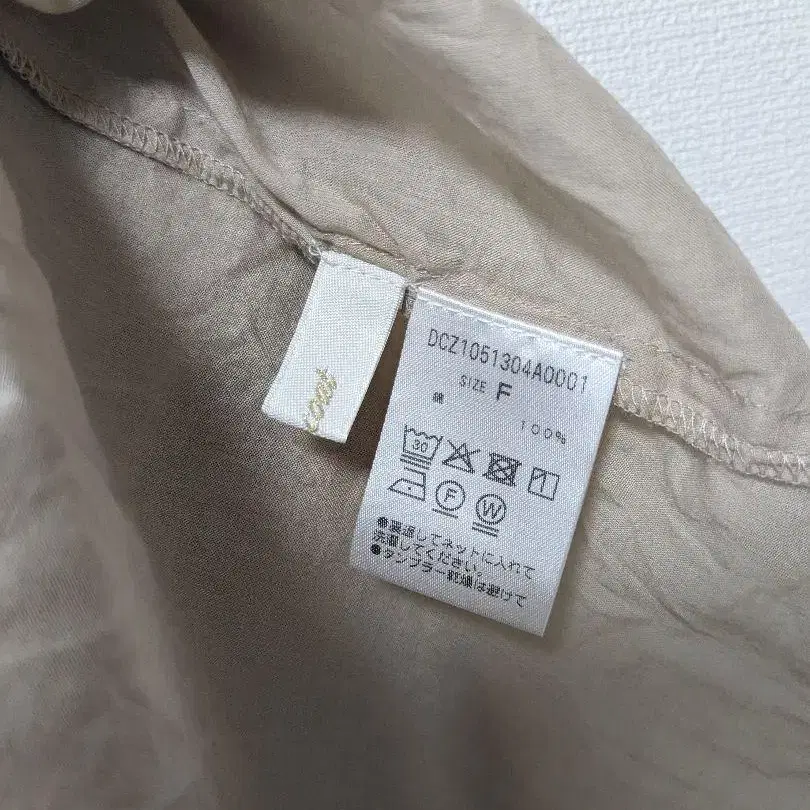 DCZ1051304A0001
SIZE F
綿 100%
30
F W
●裏返してネットに入れて
洗濯してください。
●タンブラー乾燥は避けて